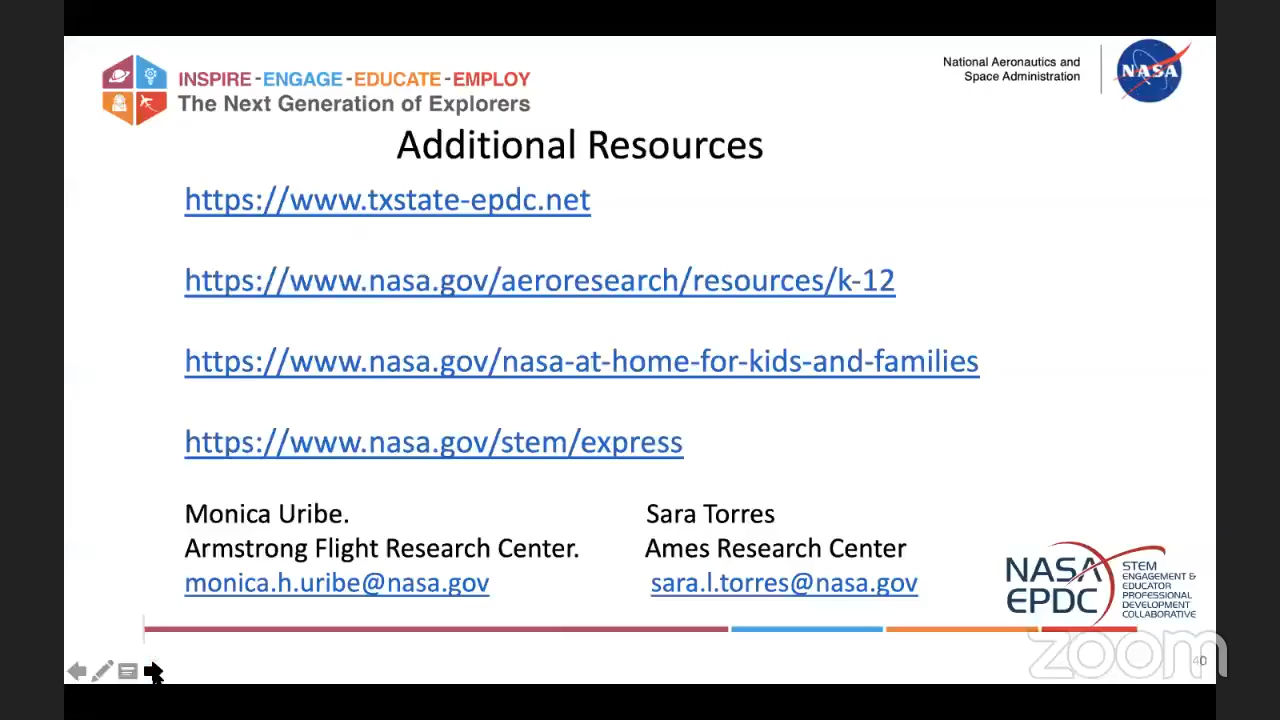 INSPIRE - ENGAGE - EDUCATE - EMPLOY
The Next Generation of Explorers
National Aeronautics and
Space Administration
NASA
Additional Resources
https://www.txstate-epdc.net
https://www.nasa.gov/aeroresearch/resources/k-12
https://www.nasa.gov/nasa-at-home-for-kids-and-families
https://www.nasa.gov/stem/express
Monica Uribe.
Armstrong Flight Research Center.
monica.h.uribe@nasa.gov
Sara Torres
Ames Research Center
sara.l.torres@nasa.gov
NASA
EPDC
STEM
ENGAGEMENT &
EDUCATOR
PROFESSIONAL
DEVELOPMENT
COLLABORATIVE
zoom
40